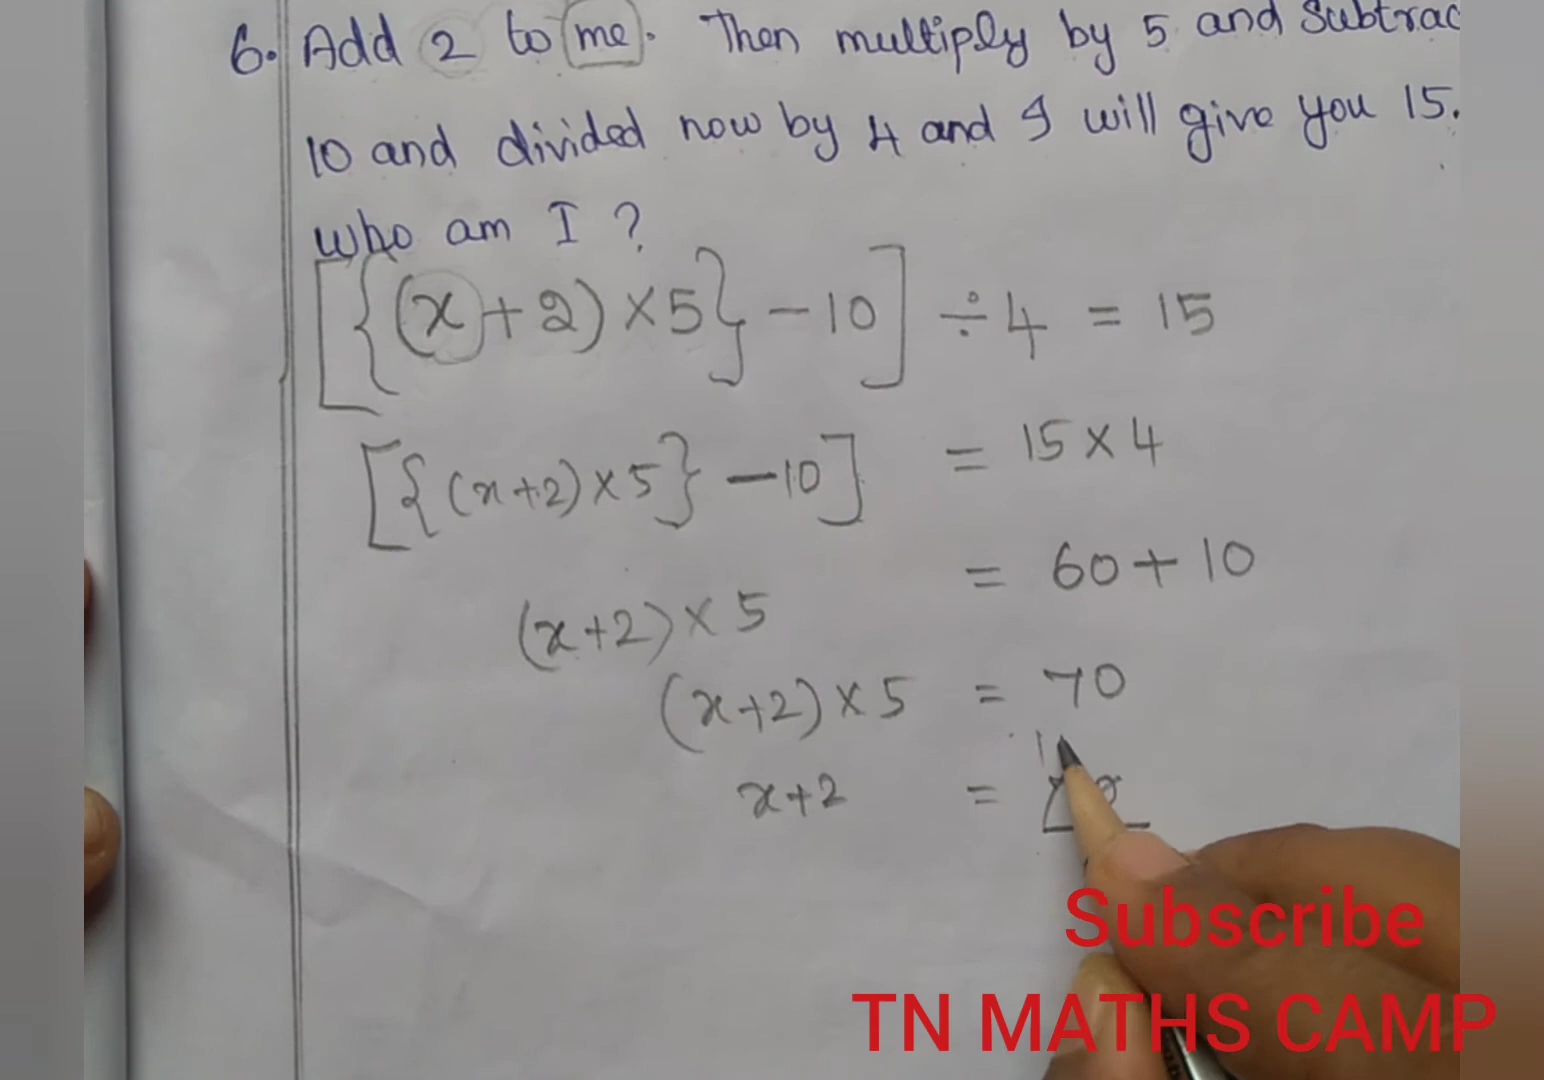 6. Add 2 to me. Then multiply by 5 and Subtrac
10 and divided now by 4 and I will give you 15.
who am I ?
[{(x+2)×5}-10] ÷ 4 = 15
[{(x+2)×5} -10] = 15×4
= 60+10
(x+2)×5
(x+2)×5 = 70
1
x+2 =
Subscribe
TN MATHS CAMP